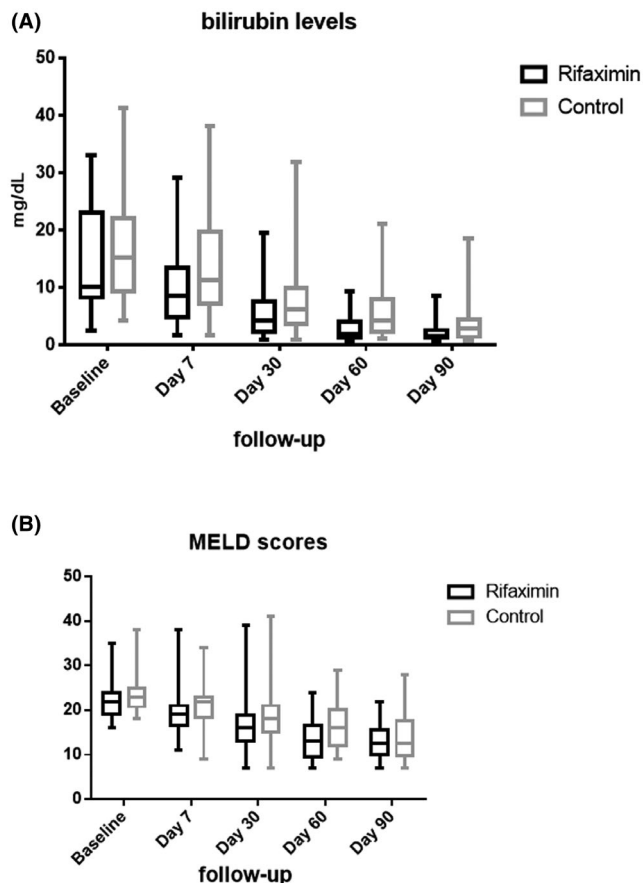 (A)
bilirubin levels
50
40
30
20
10
0
mg/dL
Rifaximin
Control
Baseline
Day 7
Day 30
Day 60
Day 90
follow-up
(B)
MELD scores
50
40
30
20
10
0
Rifaximin
Control
Baseline
Day 7
Day 30
Day 60
Day 90
follow-up